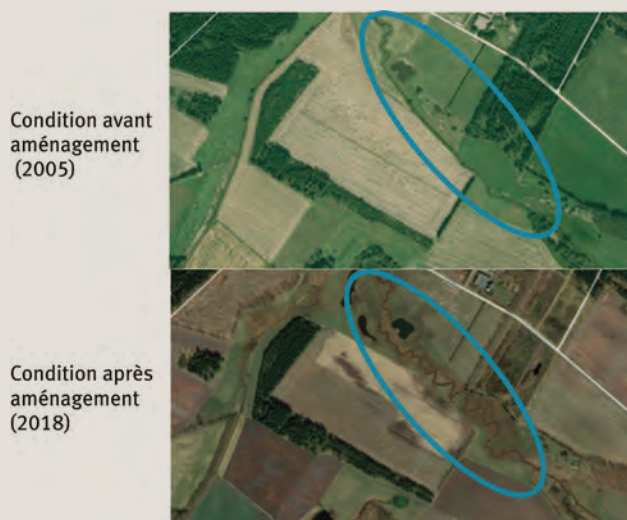 Condition avant
aménagement
(2005)
Condition après
aménagement
(2018)